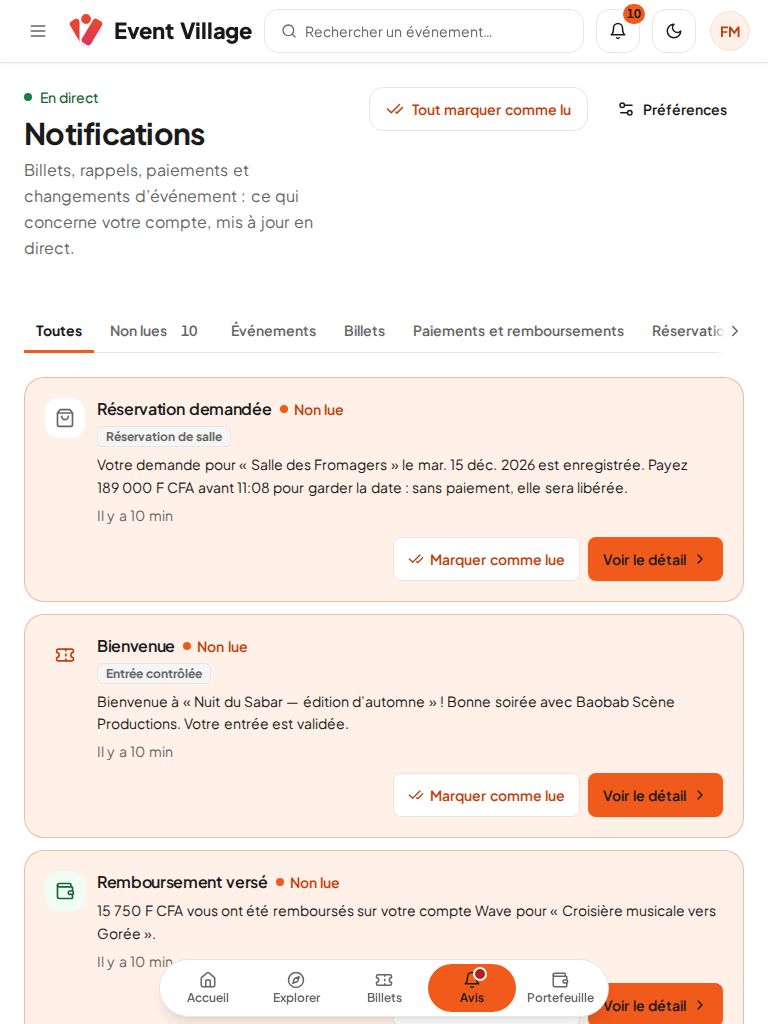 Event Village
Rechercher un événement…
10
FM
En direct
Tout marquer comme lu
Préférences
Notifications
Billets, rappels, paiements et
changements d’événement : ce qui
concerne votre compte, mis à jour en
direct.
Toutes
Non lues 10
Événements
Billets
Paiements et remboursements
Réservatio
Réservation demandée
Non lue
Réservation de salle
Votre demande pour « Salle des Fromagers » le mar. 15 déc. 2026 est enregistrée. Payez
189 000 F CFA avant 11:08 pour garder la date : sans paiement, elle sera libérée.
Il y a 10 min
Marquer comme lue
Voir le détail
Bienvenue
Non lue
Entrée contrôlée
Bienvenue à « Nuit du Sabar — édition d’automne » ! Bonne soirée avec Baobab Scène
Productions. Votre entrée est validée.
Il y a 10 min
Marquer comme lue
Voir le détail
Remboursement versé
Non lue
15 750 F CFA vous ont été remboursés sur votre compte Wave pour « Croisière musicale vers
Gorée ».
Il y a 10 min
Voir le détail
Accueil
Explorer
Billets
Avis
Portefeuille